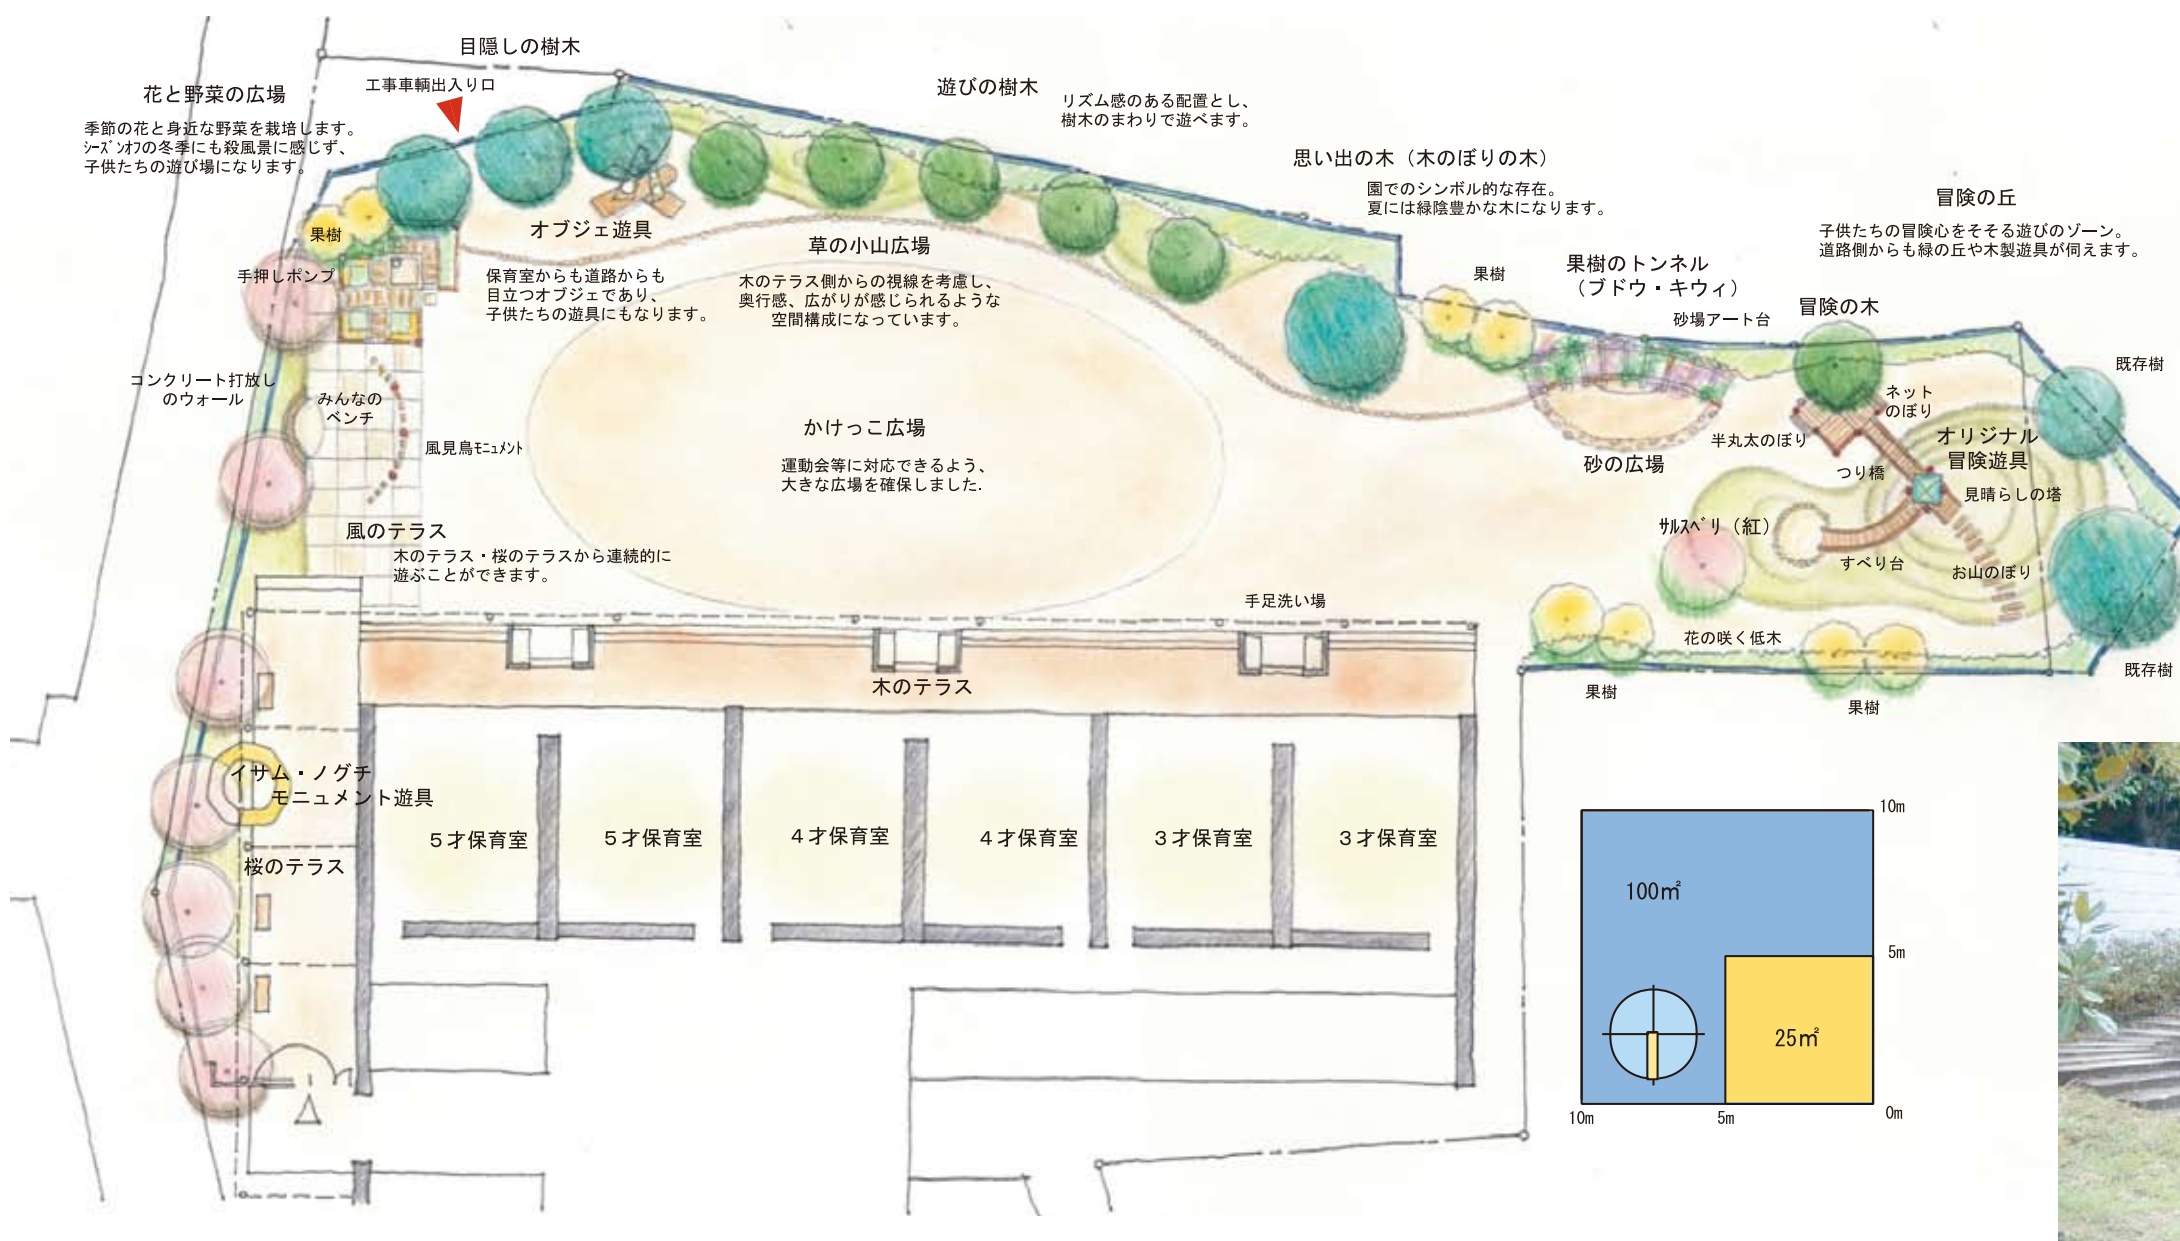 目隠しの樹木
工事車輌出入り口
花と野菜の広場
季節の花と身近な野菜を栽培します。
ｼｰｽﾞﾝｵﾌの冬季にも殺風景に感じず、
子供たちの遊び場になります。
遊びの樹木
リズム感のある配置とし、
樹木のまわりで遊べます。
思い出の木（木のぼりの木）
園でのシンボル的な存在。
夏には緑陰豊かな木になります。
冒険の丘
子供たちの冒険心をそそる遊びのゾーン。
道路側からも緑の丘や木製遊具が伺えます。
果樹
手押しポンプ
オブジェ遊具
保育室からも道路からも
目立つオブジェであり、
子供たちの遊具にもなります。
草の小山広場
木のテラス側からの視線を考慮し、
奥行感、広がりが感じられるような
空間構成になっています。
果樹
果樹のトンネル
（ブドウ・キウィ）
砂場アート台
冒険の木
既存樹
コンクリート打放し
のウォール
みんなの
ベンチ
風見鳥ﾓﾆｭﾒﾝﾄ
かけっこ広場
運動会等に対応できるよう、
大きな広場を確保しました.
砂の広場
ネット
のぼり
半丸太のぼり
オリジナル
冒険遊具
つり橋
見晴らしの塔
ｻﾙｽﾍﾞﾘ（紅）
すべり台
お山のぼり
風のテラス
木のテラス・桜のテラスから連続的に
遊ぶことができます。
手足洗い場
花の咲く低木
既存樹
果樹
果樹
木のテラス
イサム・ノグチ
モニュメント遊具
桜のテラス
５才保育室
５才保育室
４才保育室
４才保育室
３才保育室
３才保育室
10m
100㎡
5m
25㎡
0m
10m
5m